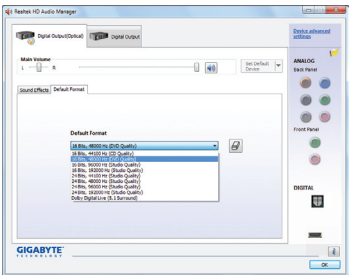 Realtek HD Audio Manager
Digital Output(Optical)
Digital Output
Device advanced
settings
Main Volume
L
R
Set Default
Device
ANALOG
Back Panel
Sound Effects
Default Format
Default Format
16 Bits, 48000 Hz (DVD Quality)
16 Bits, 44100 Hz (CD Quality)
16 Bits, 48000 Hz (DVD Quality)
16 Bits, 96000 Hz (Studio Quality)
16 Bits, 192000 Hz (Studio Quality)
24 Bits, 44100 Hz (Studio Quality)
24 Bits, 48000 Hz (Studio Quality)
24 Bits, 96000 Hz (Studio Quality)
24 Bits, 192000 Hz (Studio Quality)
Dolby Digital Live (5.1 Surround)
Front Panel
DIGITAL
GIGABYTE
TECHNOLOGY
i
OK